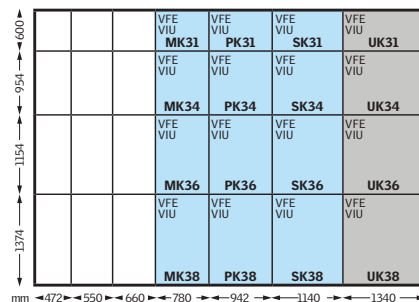 600
VFE VFE VFE VFE
VIU VIU VIU VIU
MK31 PK31 SK31 UK31
954
VFE VFE VFE VFE
VIU VIU VIU VIU
MK34 PK34 SK34 UK34
1154
VFE VFE VFE VFE
VIU VIU VIU VIU
MK36 PK36 SK36 UK36
1374
VFE VFE VFE VFE
VIU VIU VIU VIU
MK38 PK38 SK38 UK38
mm 472 550 660 780 942 1140 1340